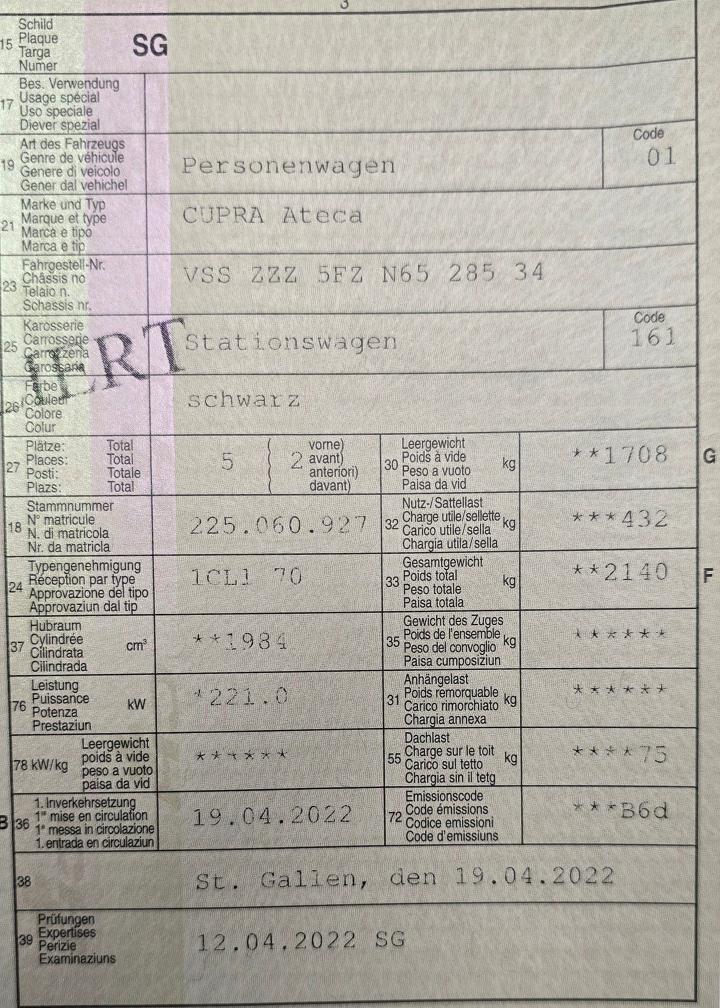 3
15 Schild
Plaque
Targa
Numer
SG
17 Bes. Verwendung
Usage spécial
Uso speciale
Diever spezial
19 Art des Fahrzeugs
Genre de véhicule
Genere di veicolo
Gener dal vehichel
Personenwagen
Code
01
21 Marke und Typ
Marque et type
Marca e tipo
Marca e tip
CUPRA Ateca
23 Fahrgestell-Nr.
Châssis no
Telaio n.
Schassis nr.
VSS ZZZ 5FZ N65 285 34
25 Karosserie
Carrosserie
Carrozzeria
Carossaria
Stationswagen
Code
161
IERT
26 Farbe
Couleur
Colore
Colur
schwarz
27 Plätze: Total
Places: Total
Posti: Totale
Plazs: Total
5 ( 2 vorne)
avant)
anteriori)
davant)
30 Leergewicht
Poids à vide
Peso a vuoto
Paisa da vid
kg
**1708
G
18 Stammnummer
N° matricule
N. di matricola
Nr. da matricla
225.060.927
32 Nutz-/Sattellast
Charge utile/sellette
Carico utile/sella
Chargia utila/sella
kg
***432
24 Typengenehmigung
Réception par type
Approvazione del tipo
Approvaziun dal tip
1CL1 70
33 Gesamtgewicht
Poids total
Peso totale
Paisa totala
kg
**2140
F
37 Hubraum
Cylindrée
Cilindrata
Cilindrada
cm³
**1984
35 Gewicht des Zuges
Poids de l'ensemble
Peso del convoglio
Paisa cumposiziun
kg
******
76 Leistung
Puissance
Potenza
Prestaziun
kW
*221.0
31 Anhängelast
Poids remorquable
Carico rimorchiato
Chargia annexa
kg
******
78 kW/kg
Leergewicht
poids à vide
peso a vuoto
paisa da vid
******
55 Dachlast
Charge sur le toit
Carico sul tetto
Chargia sin il tetg
kg
****75
B 36 1. Inverkehrsetzung
1re mise en circulation
1a messa in circolazione
1. entrada en circulaziun
19.04.2022
72 Emissionscode
Code émissions
Codice emissioni
Code d'emissiuns
***B6d
38
St. Gallen, den 19.04.2022
39 Prüfungen
Expertises
Perizie
Examinaziuns
12.04.2022 SG